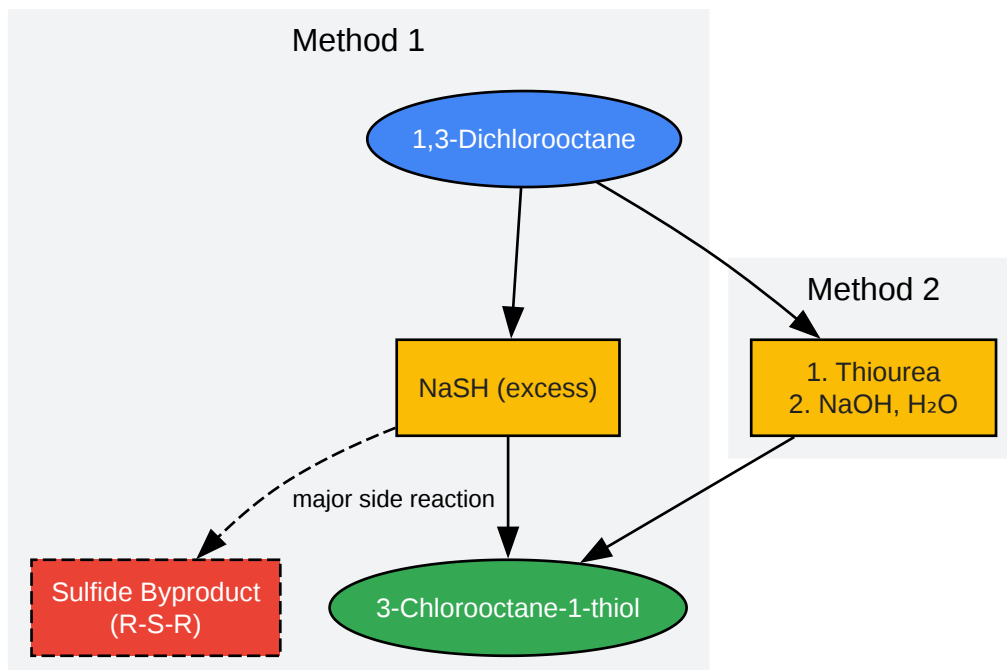 Method 1
1,3-Dichlorooctane
Method 2
NaSH (excess)
1. Thiourea
2. NaOH, H₂O
major side reaction
Sulfide Byproduct
(R-S-R)
3-Chlorooctane-1-thiol